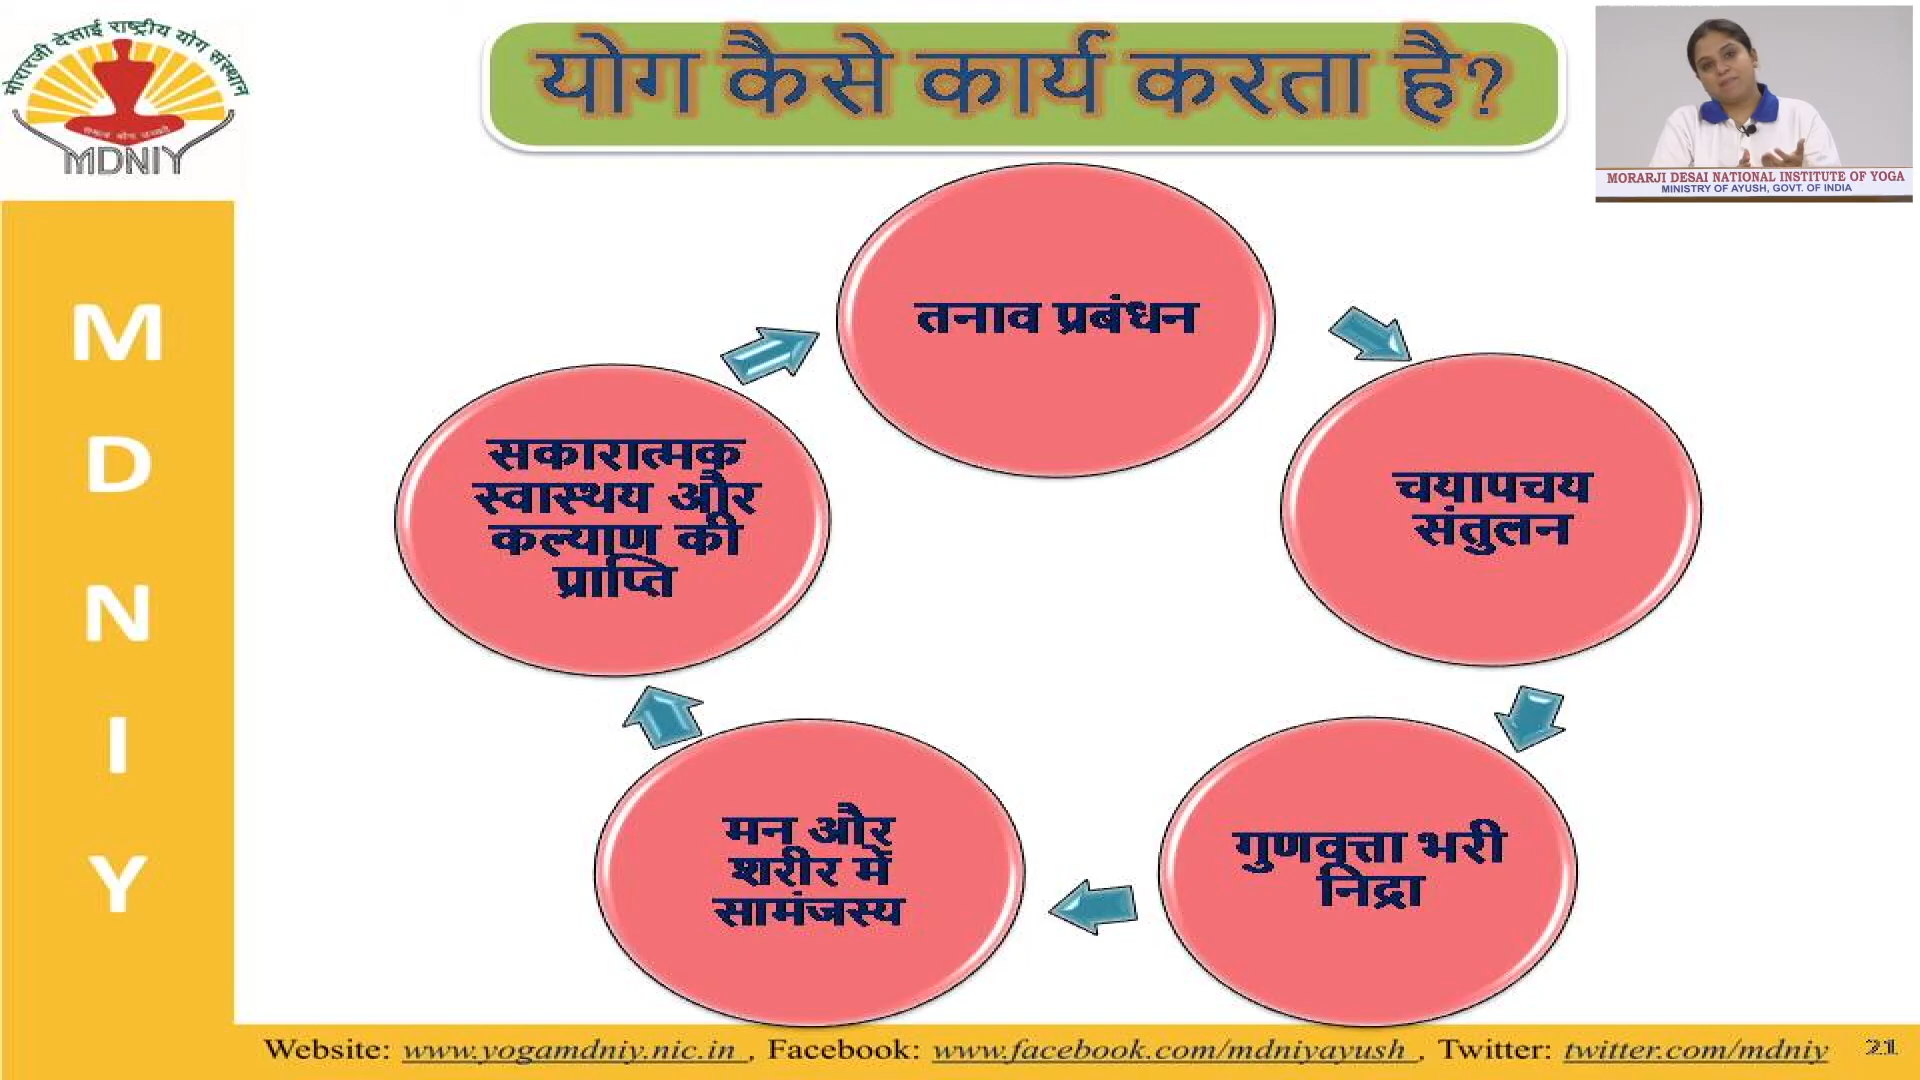 मोरारजी देसाई राष्ट्रीय योग संस्थान
MDNIY
योग कैसे कार्य करता है?
MORARJI DESAI NATIONAL INSTITUTE OF YOGA
MINISTRY OF AYUSH, GOVT. OF INDIA
तनाव प्रबंधन
चयापचय
संतुलन
गुणवत्ता भरी
निद्रा
मन और
शरीर में
सामंजस्य
सकारात्मक
स्वास्थय और
कल्याण की
प्राप्ति
M
D
N
I
Y
Website: www.yogamdniy.nic.in , Facebook: www.facebook.com/mdniyayush , Twitter: twitter.com/mdniy 21